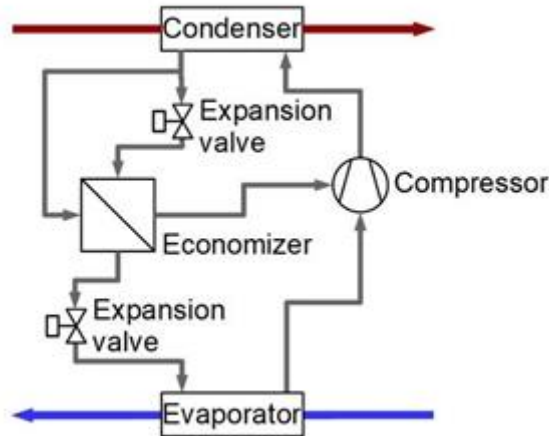 Condenser
Expansion
valve
Compressor
Economizer
Expansion
valve
Evaporator